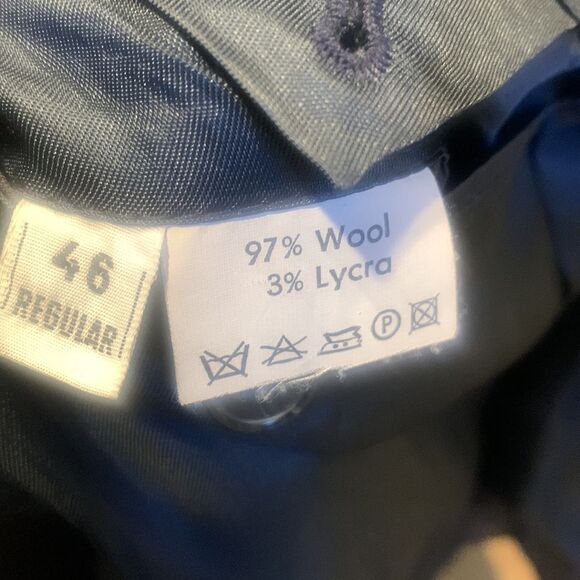 46
REGULAR
97% Wool
3% Lycra
P